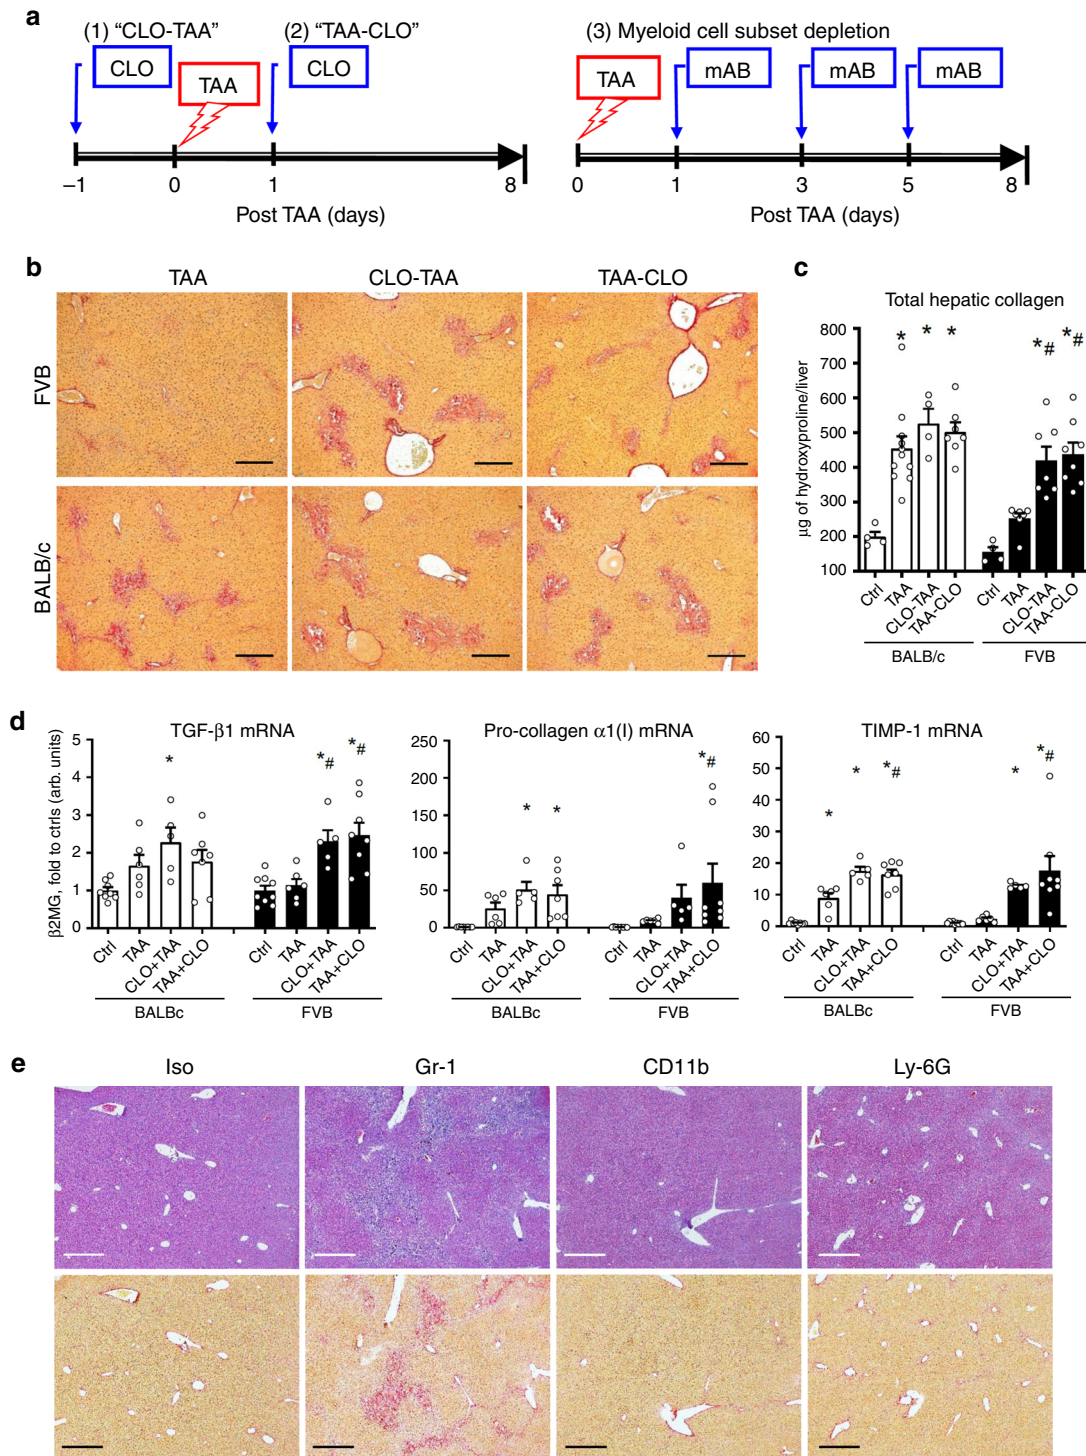 a
(1) “CLO-TAA”
(2) “TAA-CLO”
(3) Myeloid cell subset depletion
CLO
TAA
CLO
TAA
mAB
mAB
mAB
–1
0
1
8
Post TAA (days)
0
1
3
5
8
Post TAA (days)
b
TAA
CLO-TAA
TAA-CLO
FVB
BALB/c
c
Total hepatic collagen
µg of hydroxyproline/liver
800
700
600
500
400
300
200
100
* * *
*# *#
Ctrl
TAA
CLO-TAA
TAA-CLO
Ctrl
TAA
CLO-TAA
TAA-CLO
BALB/c
FVB
d
TGF-β1 mRNA
β2MG, fold to ctrls (arb. units)
5
4
3
2
1
0
*
*# *#
Ctrl
TAA
CLO+TAA
TAA+CLO
Ctrl
TAA
CLO+TAA
TAA+CLO
BALBc
FVB
Pro-collagen α1(I) mRNA
250
200
150
100
50
0
* *
*#
Ctrl
TAA
CLO+TAA
TAA+CLO
Ctrl
TAA
CLO+TAA
TAA+CLO
BALBc
FVB
TIMP-1 mRNA
60
50
40
30
20
10
0
* * *#
* *#
Ctrl
TAA
CLO+TAA
TAA+CLO
Ctrl
TAA
CLO+TAA
TAA+CLO
BALBc
FVB
e
Iso
Gr-1
CD11b
Ly-6G